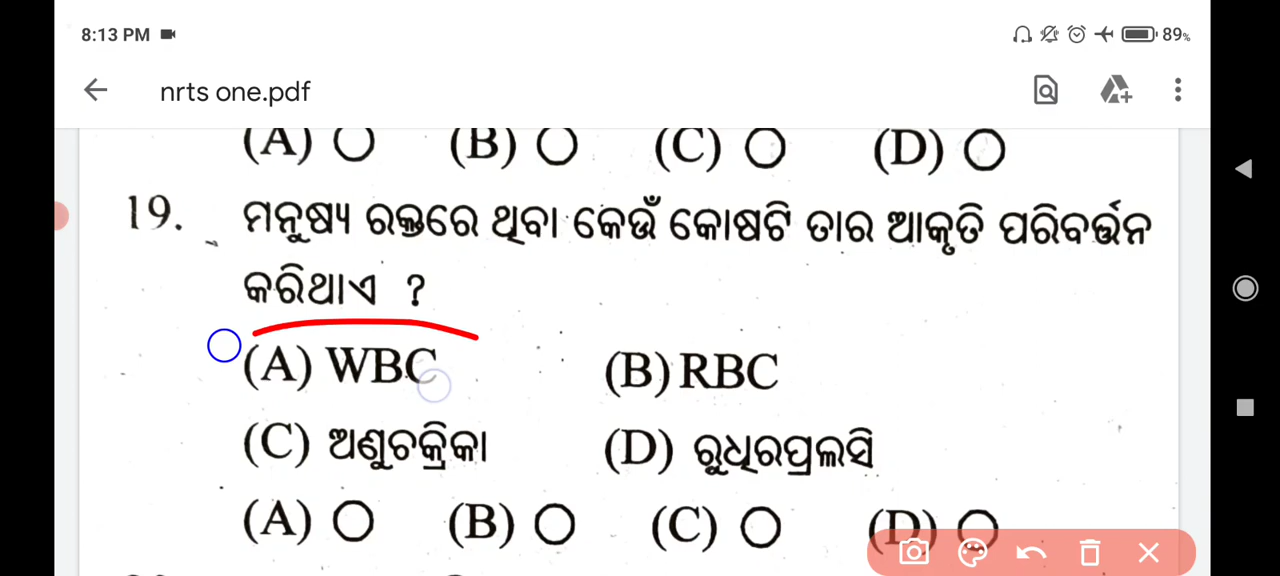 8:13 PM 89%
nrts one.pdf
(A) (B) (C) (D)
19. ମନୁଷ୍ୟ ରକ୍ତରେ ଥିବା କେଉଁ କୋଷଟି ତାର ଆକୃତି ପରିବର୍ତ୍ତନ
କରିଥାଏ ?
(A) WBC (B) RBC
(C) ଅଣୁଚକ୍ରିକା (D) ରୁଧିରପ୍ରଲସି
(A) (B) (C) (D)